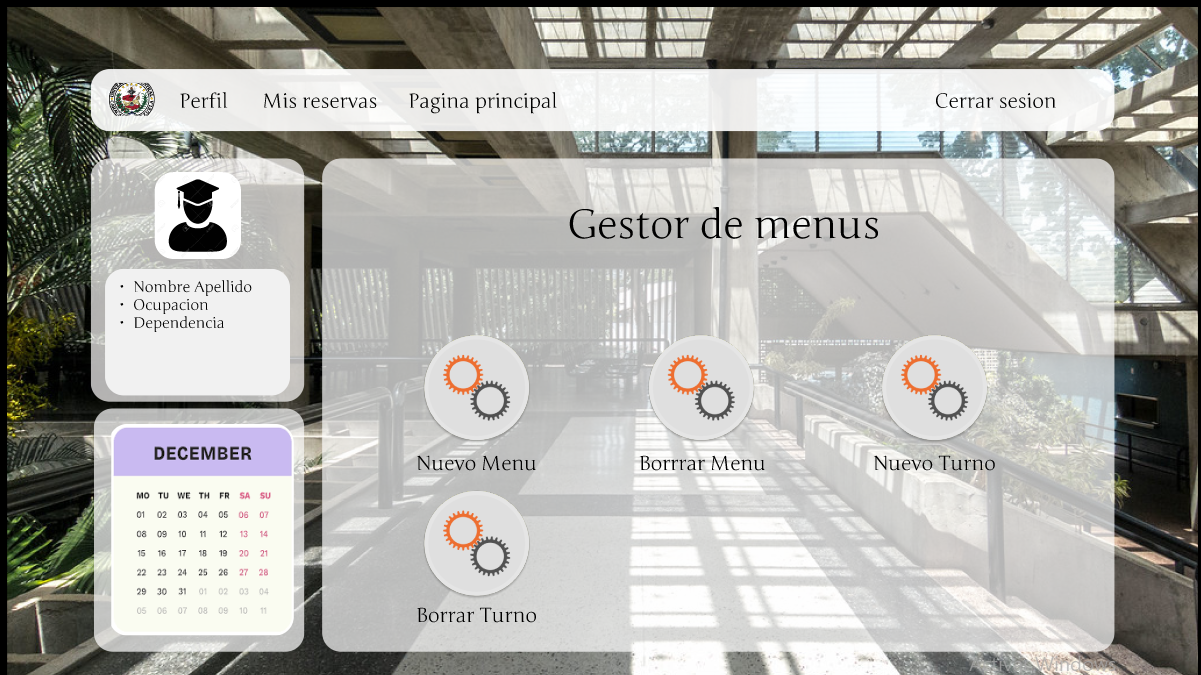 Perfil Mis reservas Pagina principal Cerrar sesion
Gestor de menus
• Nombre Apellido
• Ocupacion
• Dependencia
DECEMBER
MO TU WE TH FR SA SU
01 02 03 04 05 06 07
08 09 10 11 12 13 14
15 16 17 18 19 20 21
22 23 24 25 26 27 28
29 30 31 01 02 03 04
05 06 07 08 09 10 11
Nuevo Menu
Borrrar Menu
Nuevo Turno
Borrar Turno
Windows